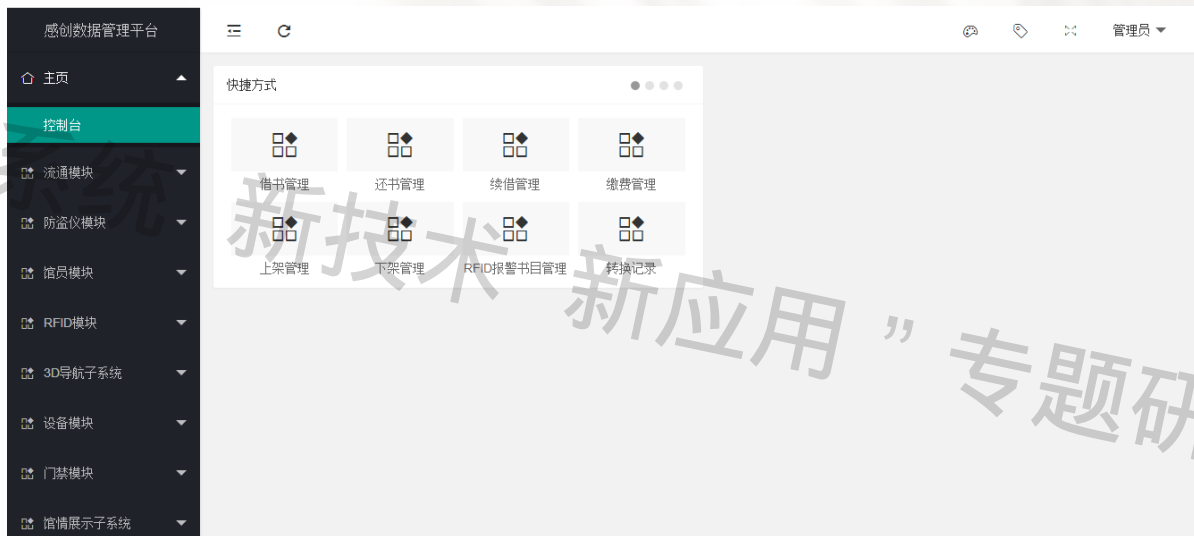 感创数据管理平台
管理员
主页
控制台
流通模块
防盗仪模块
馆员模块
RFID模块
3D导航子系统
设备模块
门禁模块
馆情展示子系统
快捷方式
借书管理 还书管理 续借管理 缴费管理
上架管理 下架管理 RFID报警书目管理 转换记录
系统 新技术 新应用 ” 专题研